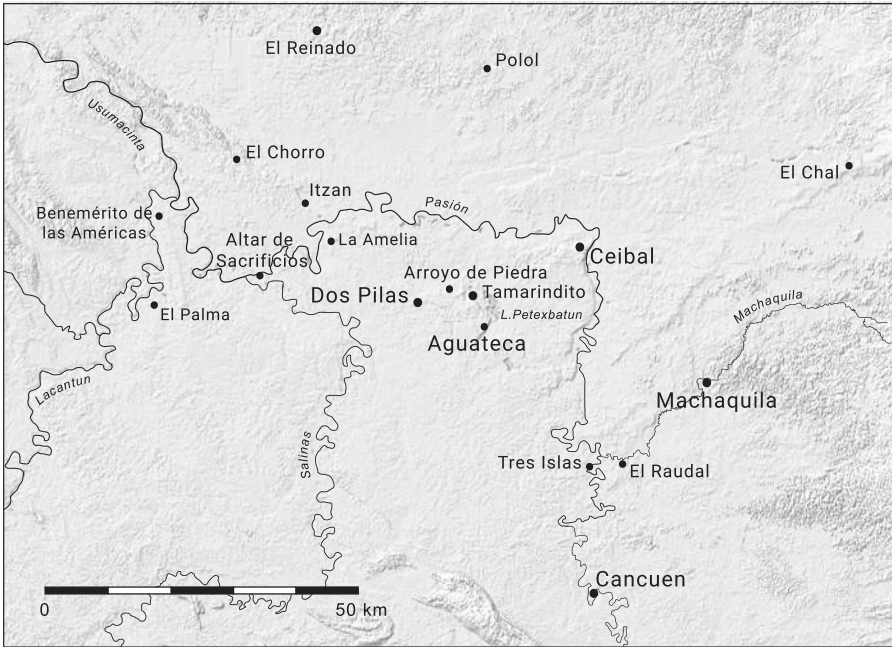 El Reinado
Polol
Usumacinta
El Chorro
El Chal
Itzan
Pasión
Benemérito de
las Américas
Altar de
Sacrificios
La Amelia
Ceibal
Arroyo de Piedra
Dos Pilas
Tamarindito
El Palma
L.Petexbatun
Machaquila
Aguateca
Lacantun
Machaquila
Salinas
Tres Islas
El Raudal
Cancuen
0
50 km